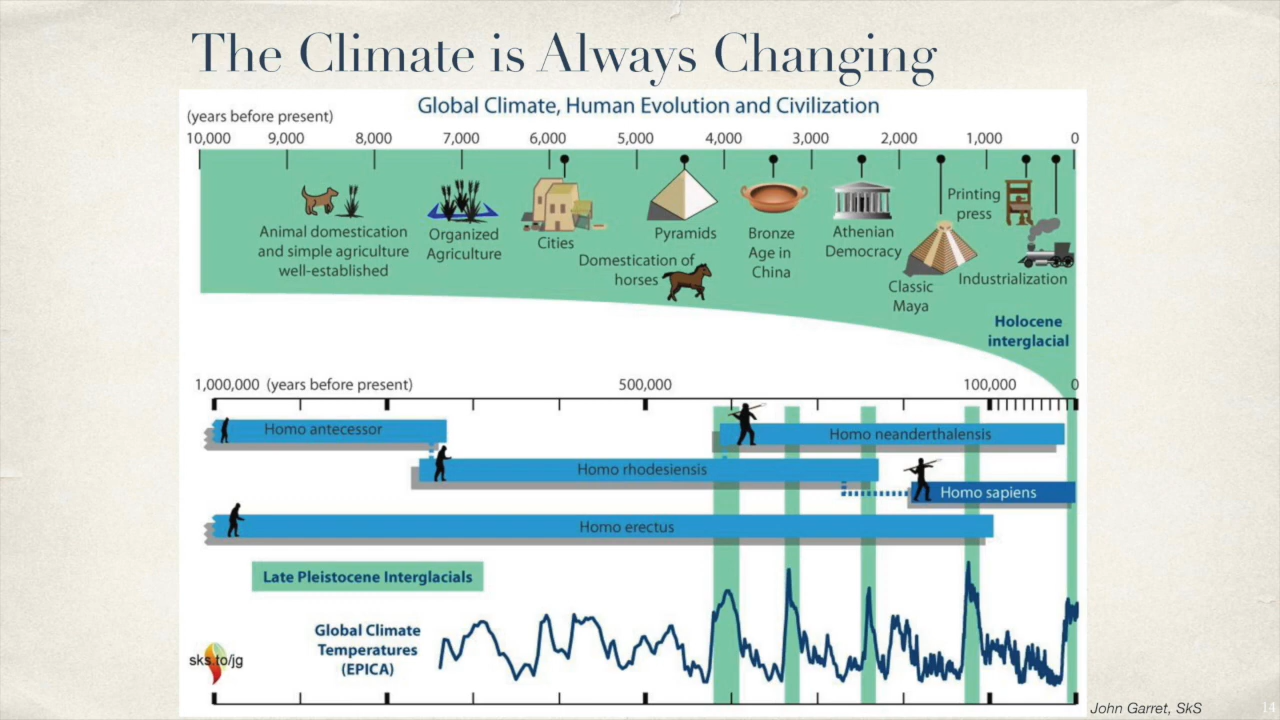 The Climate is Always Changing
Global Climate, Human Evolution and Civilization
(years before present)
10,000 9,000 8,000 7,000 6,000 5,000 4,000 3,000 2,000 1,000 0
Animal domestication
and simple agriculture
well-established
Organized
Agriculture
Cities
Domestication of
horses
Pyramids
Bronze
Age in
China
Athenian
Democracy
Classic
Maya
Printing
press
Industrialization
Holocene
interglacial
1,000,000 (years before present) 500,000 100,000 0
Homo antecessor
Homo neanderthalensis
Homo rhodesiensis
Homo sapiens
Homo erectus
Late Pleistocene Interglacials
Global Climate
Temperatures
(EPICA)
sks.to/jg
John Garret, SkS
14